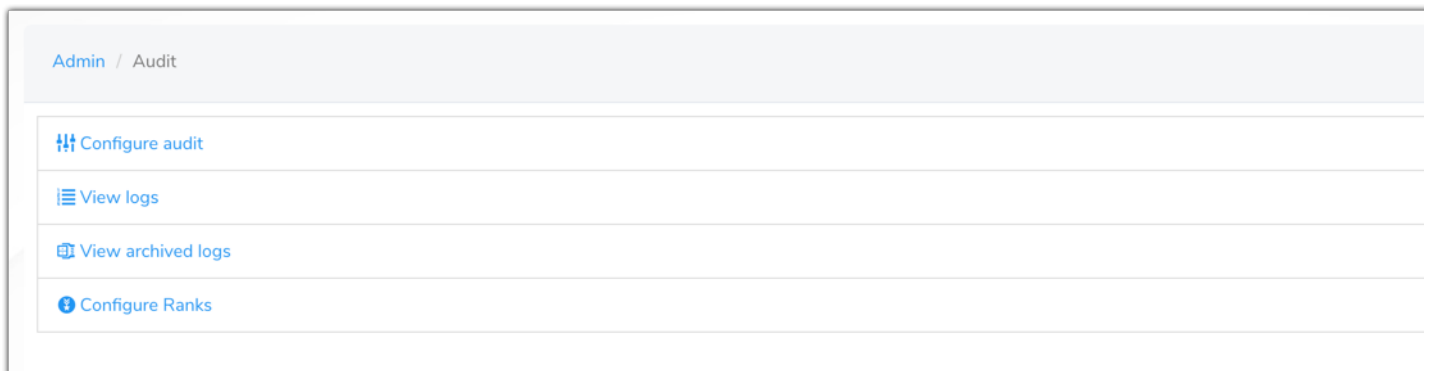 Admin / Audit
Configure audit
View logs
View archived logs
Configure Ranks